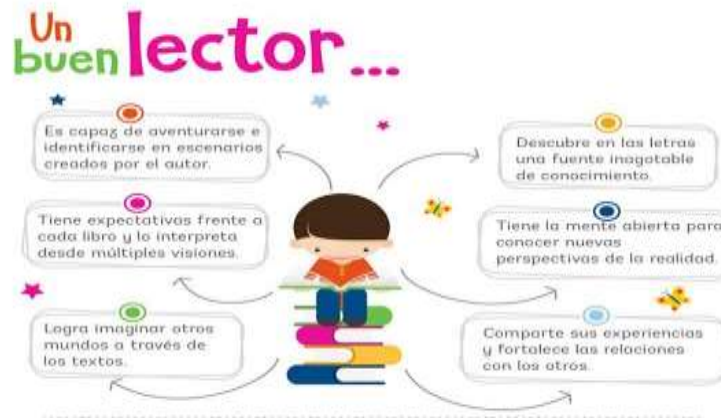 Un
buen lector...
Es capaz de aventurarse e
identificarse en escenarios
creados por el autor.
Tiene expectativas frente a
cada libro y lo interpreta
desde múltiples visiones.
Logra imaginar otros
mundos a través de
los textos.
Descubre en las letras
una fuente inagotable
de conocimiento.
Tiene la mente abierta para
conocer nuevas
perspectivas de la realidad.
Comparte sus experiencias
y fortalece las relaciones
con los otros.